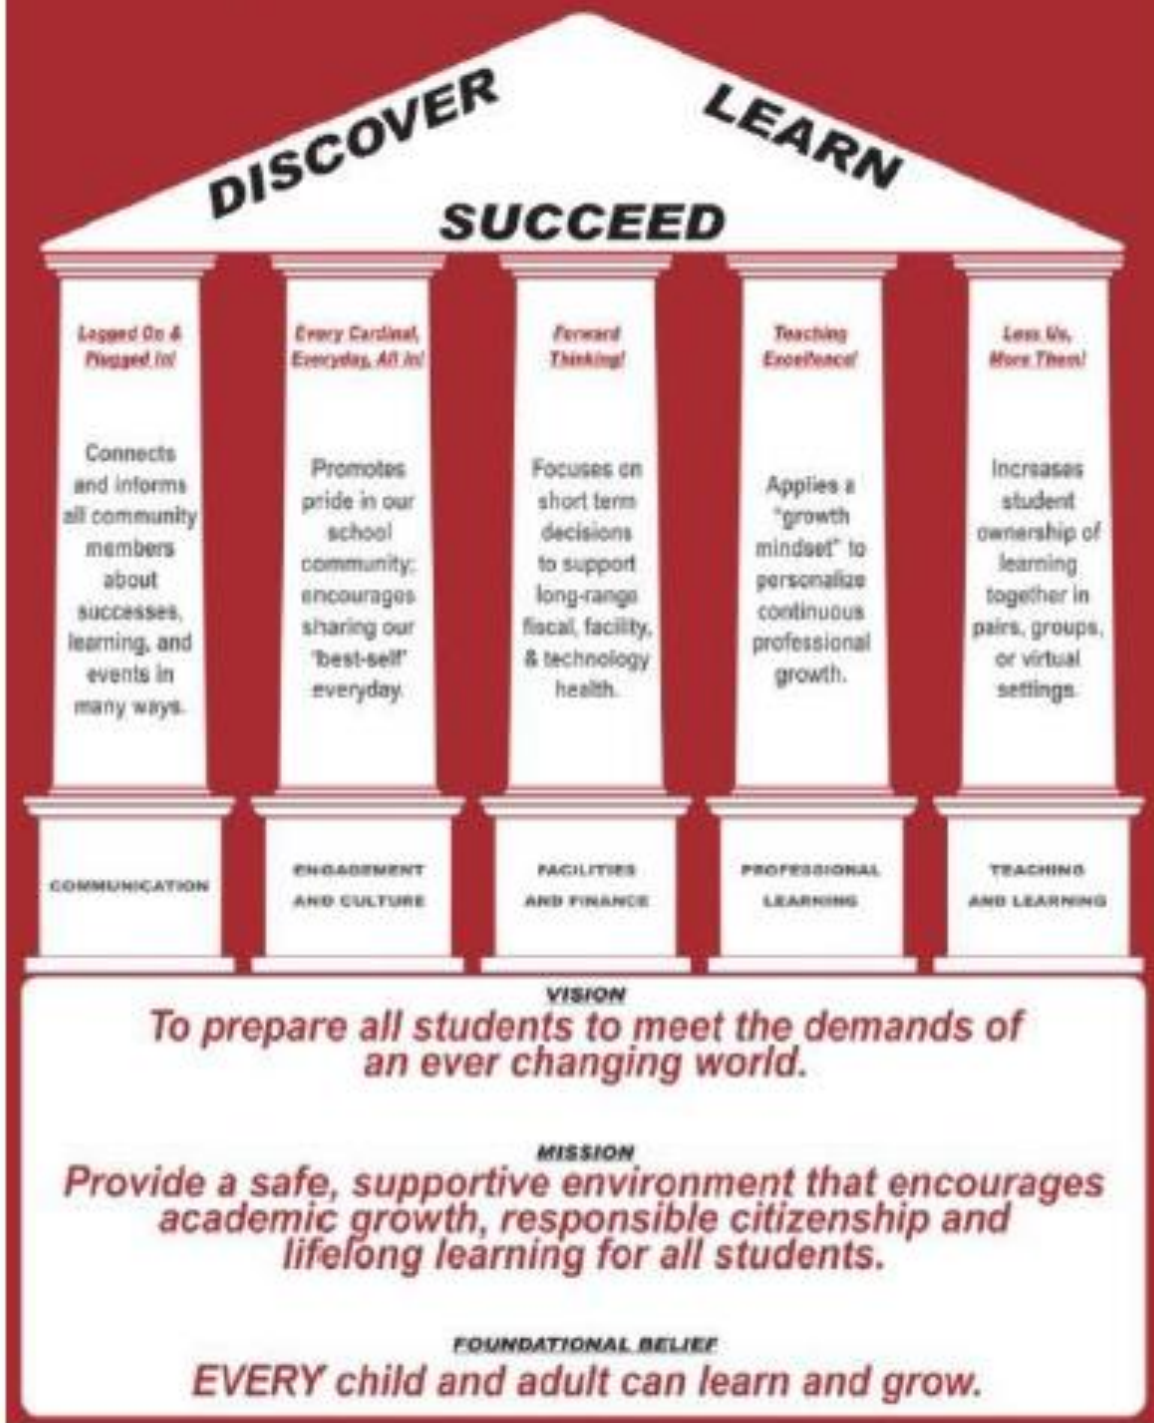 DISCOVER
LEARN
SUCCEED
Logged On &
Plugged In!
Connects
and informs
all community
members
about
successes,
learning, and
events in
many ways.
COMMUNICATION
Every Cardinal,
Everyday, All In!
Promotes
pride in our
school
community;
encourages
sharing our
"best-self"
everyday.
ENGAGEMENT
AND CULTURE
Forward
Thinking!
Focuses on
short term
decisions
to support
long-range
fiscal, facility,
& technology
health.
FACILITIES
AND FINANCE
Teaching
Excellence!
Applies a
"growth
mindset" to
personalize
continuous
professional
growth.
PROFESSIONAL
LEARNING
Less Us,
More Them!
Increases
student
ownership of
learning
together in
pairs, groups,
or virtual
settings.
TEACHING
AND LEARNING
VISION
To prepare all students to meet the demands of
an ever changing world.
MISSION
Provide a safe, supportive environment that encourages
academic growth, responsible citizenship and
lifelong learning for all students.
FOUNDATIONAL BELIEF
EVERY child and adult can learn and grow.